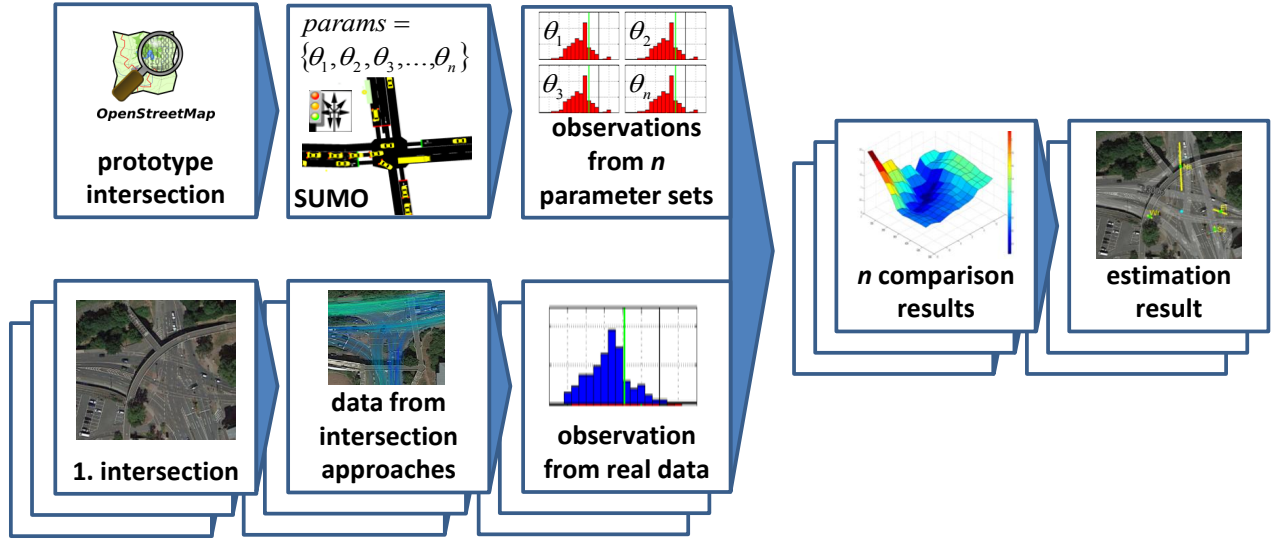 OpenStreetMap
prototype
intersection
params =
{θ₁, θ₂, θ₃, ..., θₙ}
SUMO
θ₁
θ₂
θ₃
θₙ
observations
from n
parameter sets
n comparison
results
estimation
result
1. intersection
data from
intersection
approaches
observation
from real data